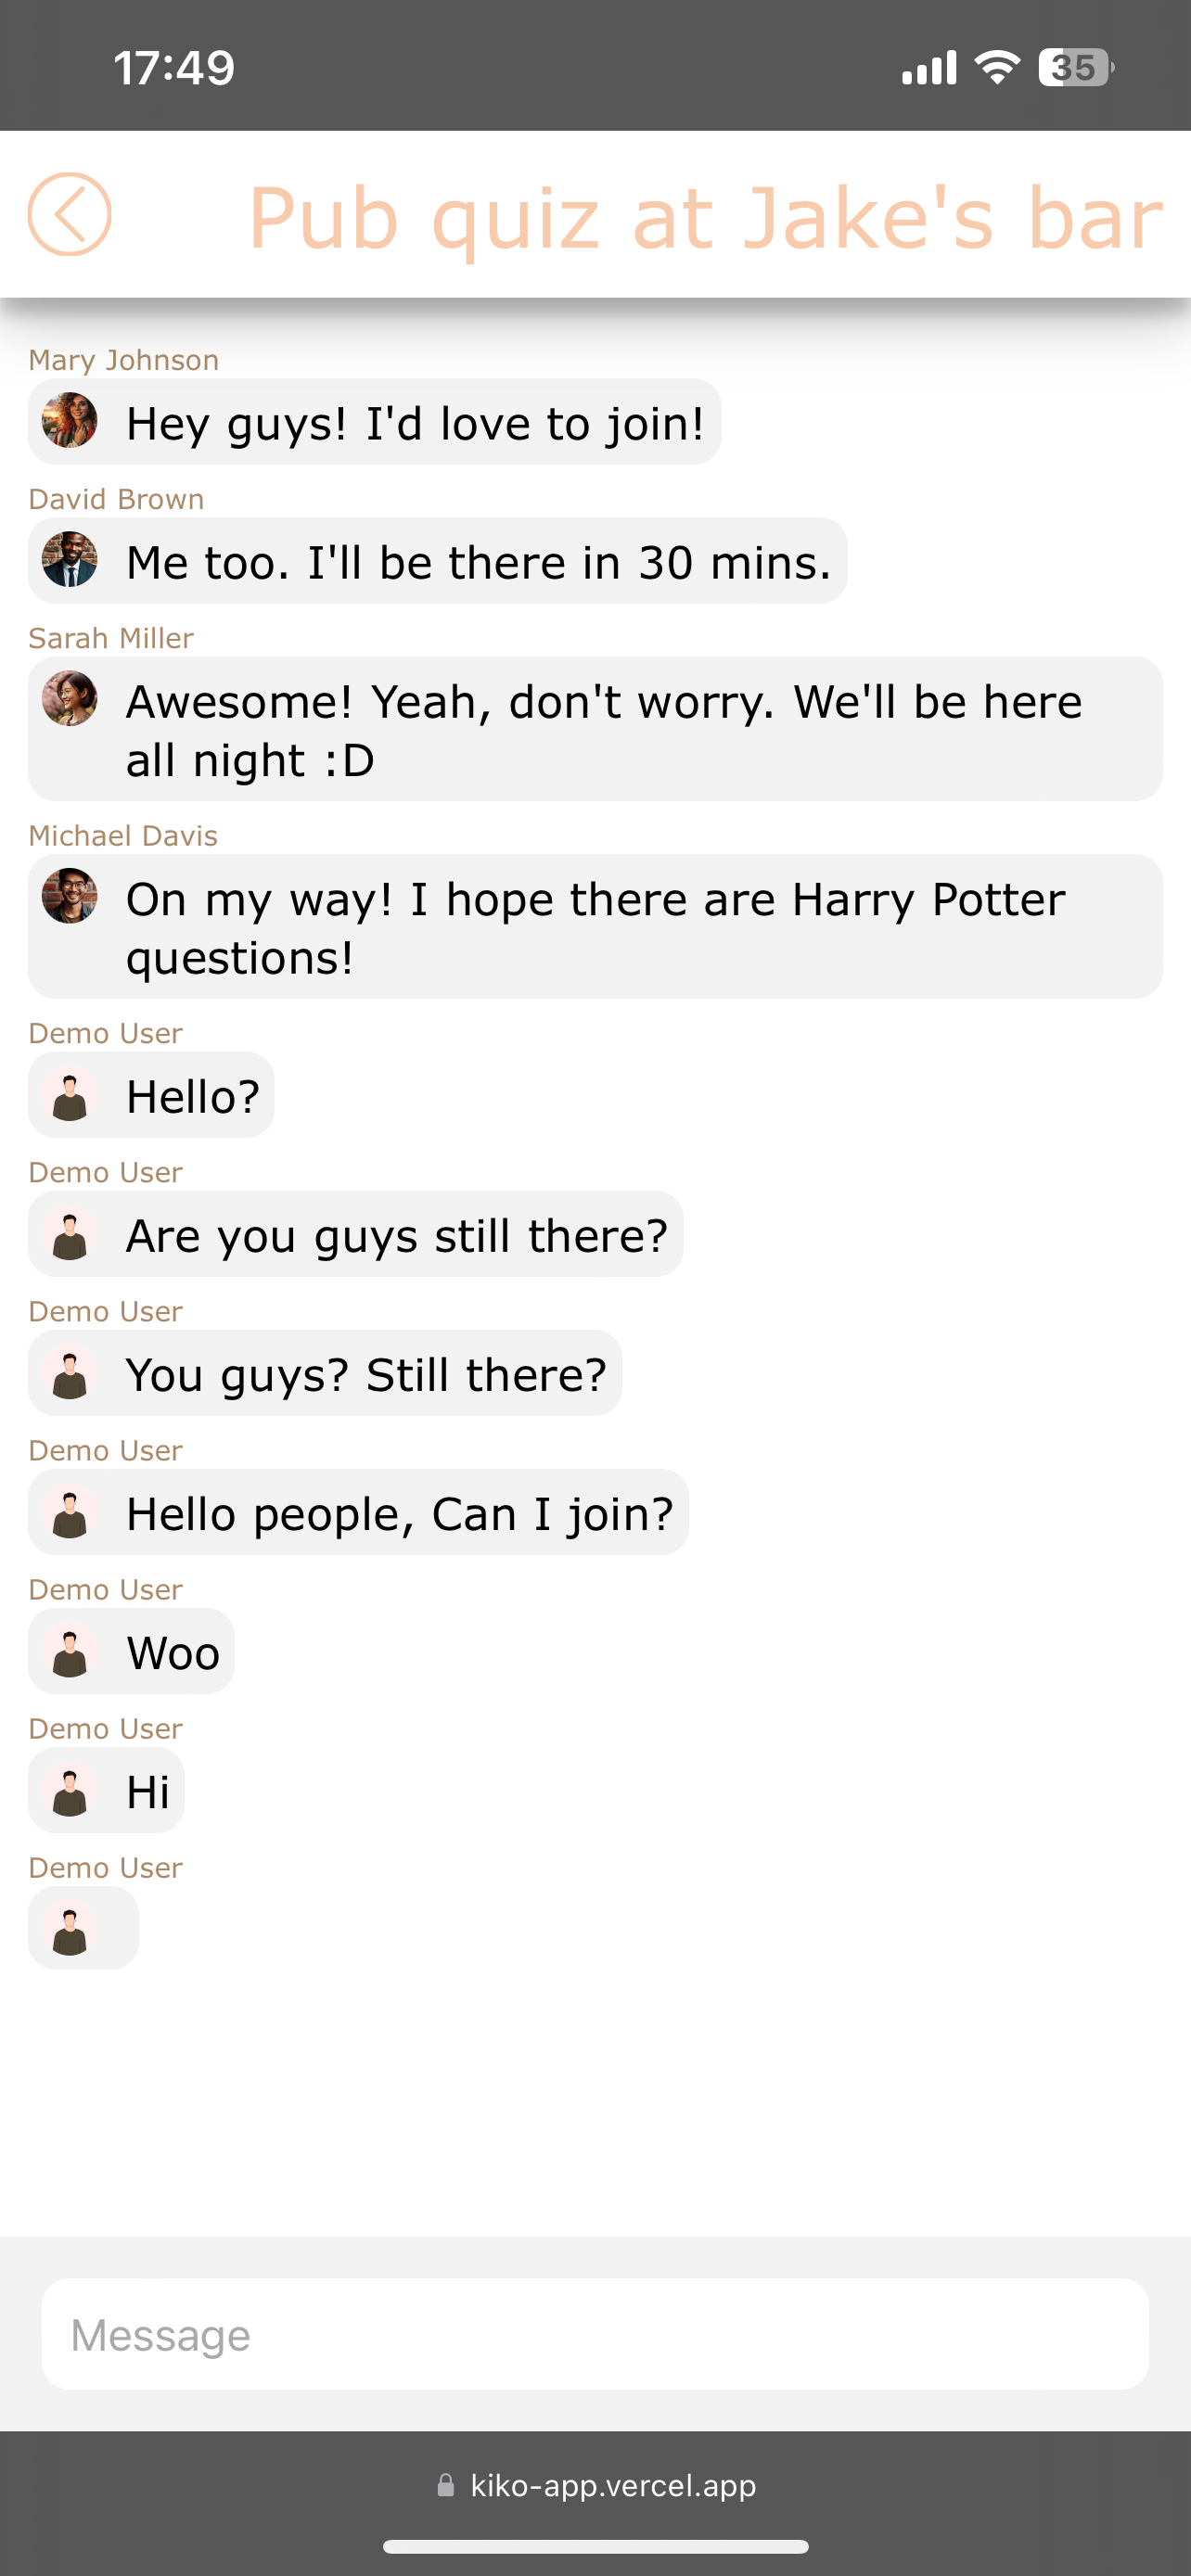 17:49
35
Pub quiz at Jake's bar
Mary Johnson
Hey guys! I'd love to join!
David Brown
Me too. I'll be there in 30 mins.
Sarah Miller
Awesome! Yeah, don't worry. We'll be here
all night :D
Michael Davis
On my way! I hope there are Harry Potter
questions!
Demo User
Hello?
Demo User
Are you guys still there?
Demo User
You guys? Still there?
Demo User
Hello people, Can I join?
Demo User
Woo
Demo User
Hi
Demo User
Message
kiko-app.vercel.app